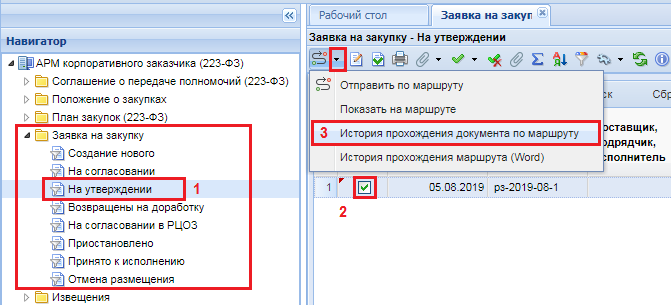 Рабочий стол
Заявка на закуп
Навигатор
Заявка на закупку - На утверждении
АРМ корпоративного заказчика (223-ФЗ)
Соглашение о передаче полномочий (223-ФЗ)
Положение о закупках
План закупок (223-ФЗ)
Заявка на закупку
Создание нового
На согласовании
На утверждении
1
Возвращены на доработку
На согласовании в РЦОЗ
Приостановлено
Принято к исполнению
Отмена размещения
Извещения
1
Отправить по маршруту
Показать на маршруте
3
История прохождения документа по маршруту
История прохождения маршрута (Word)
ск
Сбр
оставщик,
одрядчик,
сполнитель
1
05.08.2019
рз-2019-08-1
2